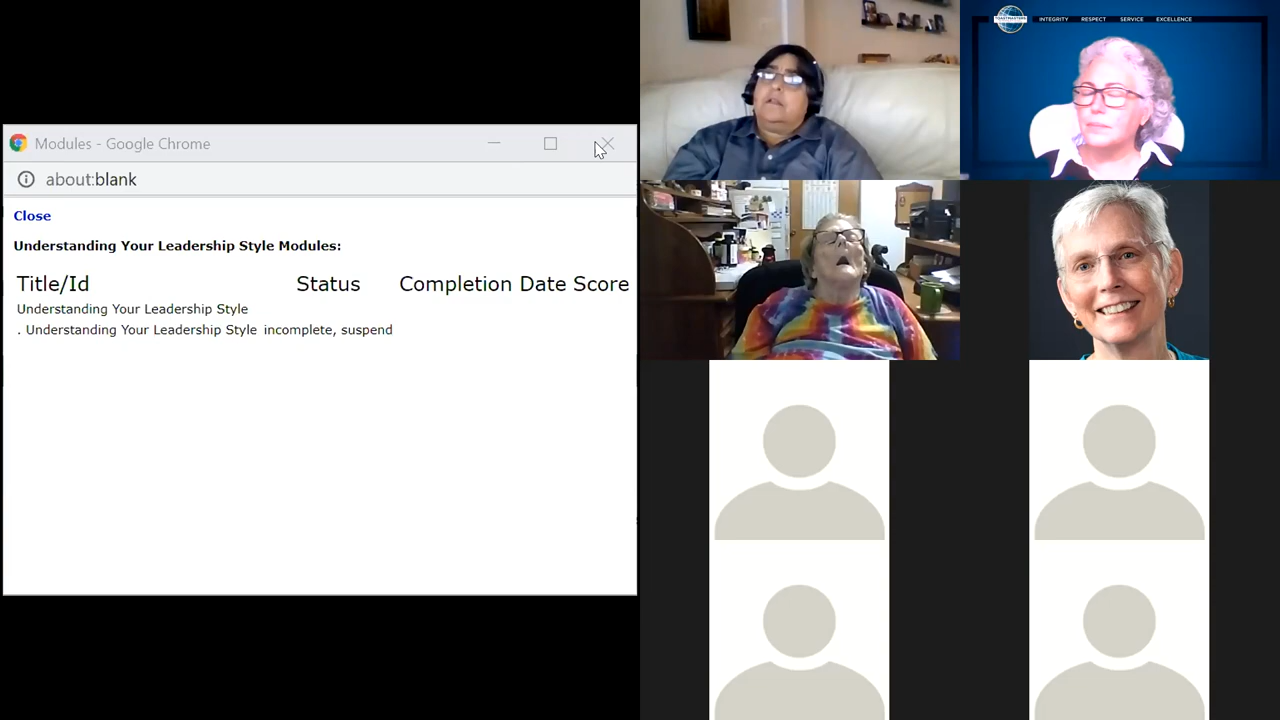 Modules - Google Chrome
about:blank
Close
Understanding Your Leadership Style Modules:
Title/Id Status Completion Date Score
Understanding Your Leadership Style
. Understanding Your Leadership Style incomplete, suspend
TOASTMASTERS
INTEGRITY RESPECT SERVICE EXCELLENCE